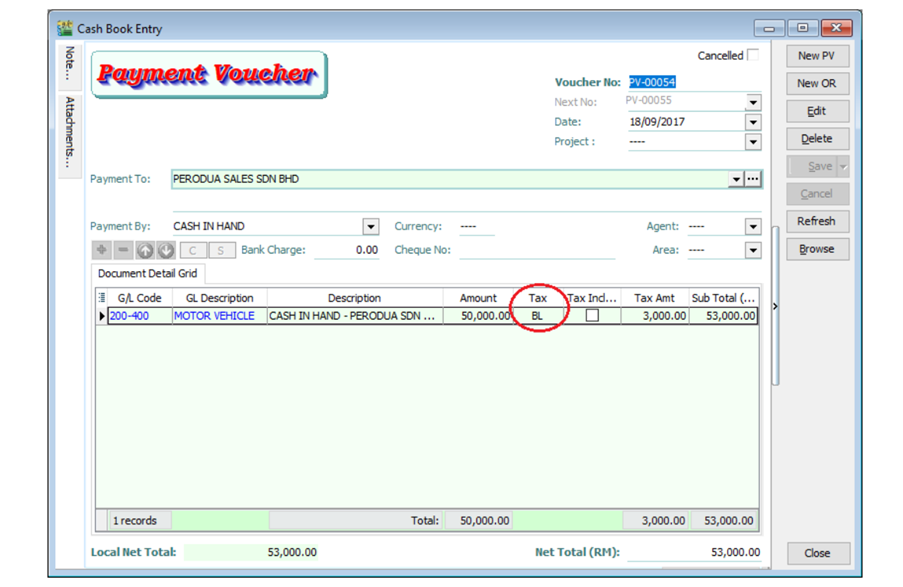 Cash Book Entry
Note...
Attachments...
Payment Voucher
Cancelled
Voucher No: PV-00054
Next No: PV-00055
Date: 18/09/2017
Project : ----
Payment To: PERODUA SALES SDN BHD
Payment By: CASH IN HAND Currency: ---- Agent: ----
C S Bank Charge: 0.00 Cheque No: Area: ----
Document Detail Grid
G/L Code GL Description Description Amount Tax Tax Incl... Tax Amt Sub Total (...
200-400 MOTOR VEHICLE CASH IN HAND - PERODUA SDN ... 50,000.00 BL 3,000.00 53,000.00
1 records Total: 50,000.00 3,000.00 53,000.00
Local Net Total: 53,000.00 Net Total (RM): 53,000.00
New PV
New OR
Edit
Delete
Save
Cancel
Refresh
Browse
Close